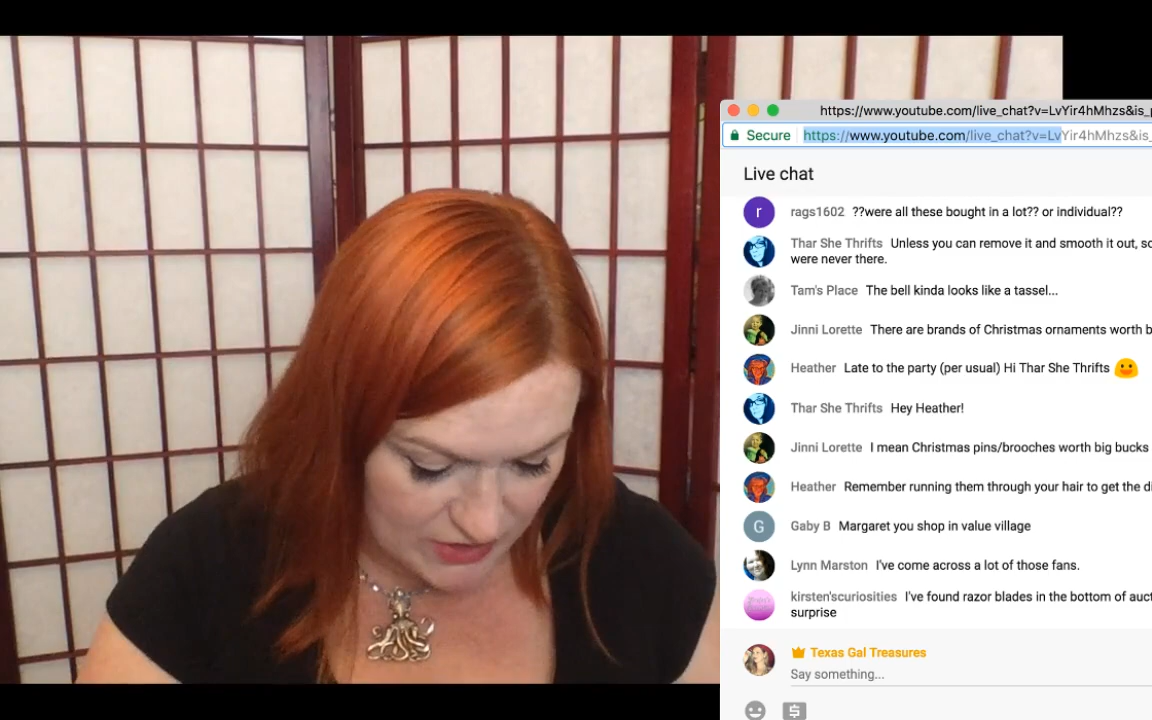 https://www.youtube.com/live_chat?v=LvYir4hMhzs&is_
Secure https://www.youtube.com/live_chat?v=LvYir4hMhzs&is_
Live chat
r rags1602 ??were all these bought in a lot?? or individual??
Thar She Thrifts Unless you can remove it and smooth it out,
were never there.
Tam's Place The bell kinda looks like a tassel...
Jinni Lorette There are brands of Christmas ornaments worth
Heather Late to the party (per usual) Hi Thar She Thrifts
Thar She Thrifts Hey Heather!
Jinni Lorette I mean Christmas pins/brooches worth big bucks
Heather Remember running them through your hair to get the
G Gaby B Margaret you shop in value village
Lynn Marston I've come across a lot of those fans.
kirsten'scuriosities I've found razor blades in the bottom of
surprise
Texas Gal Treasures
Say something...